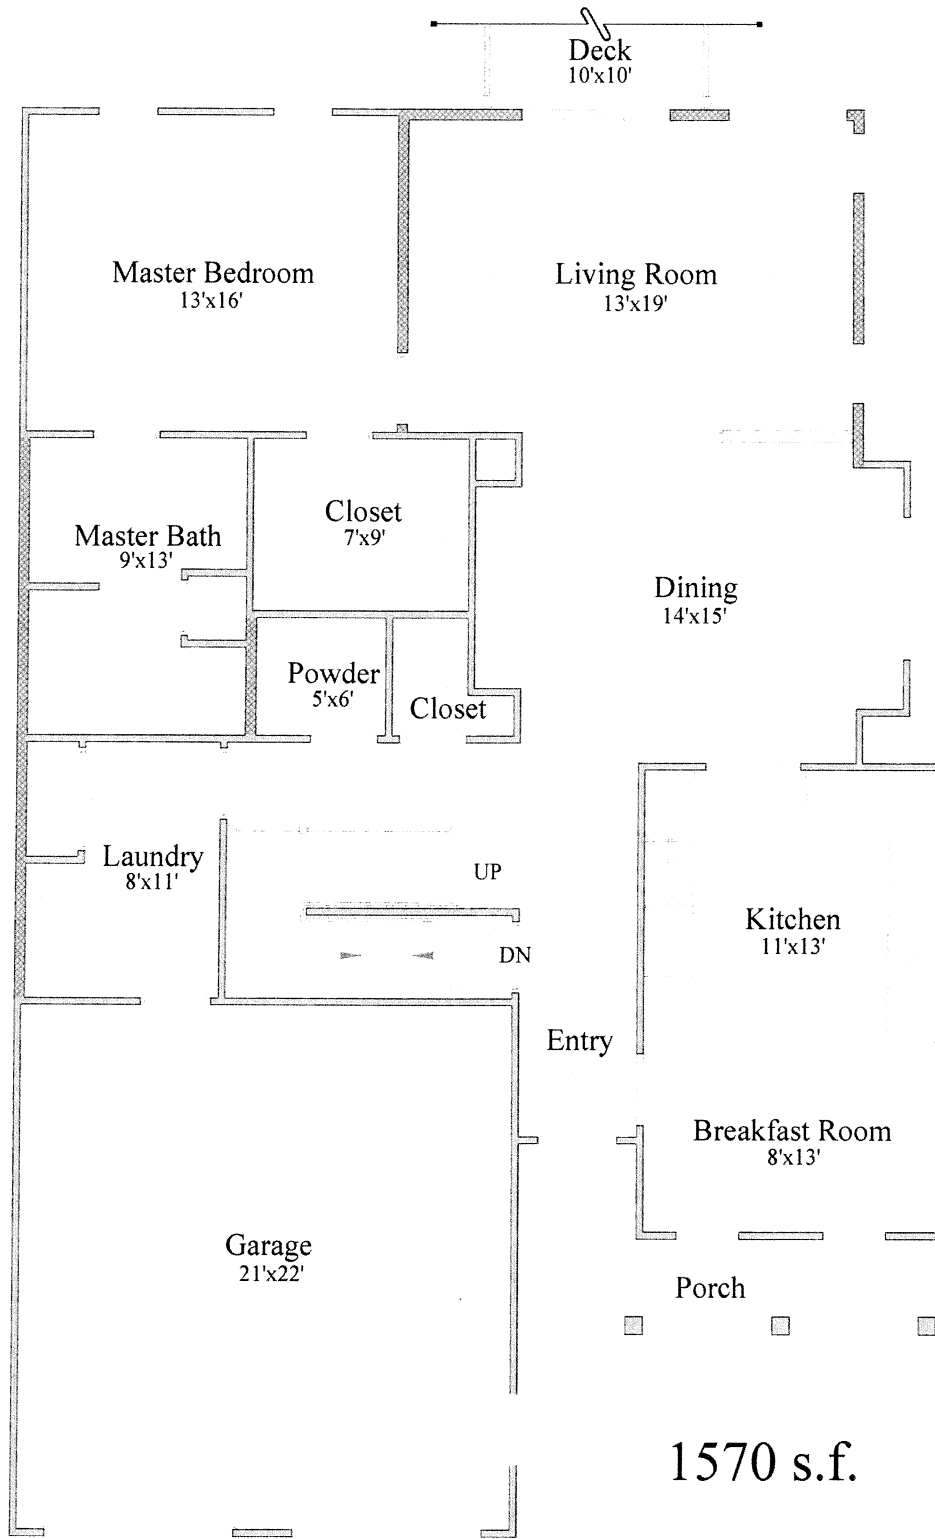 Deck
10'x10'
Master Bedroom
13'x16'
Living Room
13'x19'
Closet
7'x9'
Master Bath
9'x13'
Dining
14'x15'
Powder
5'x6'
Closet
Laundry
8'x11'
UP
Kitchen
11'x13'
DN
Entry
Breakfast Room
8'x13'
Garage
21'x22'
Porch
1570 s.f.